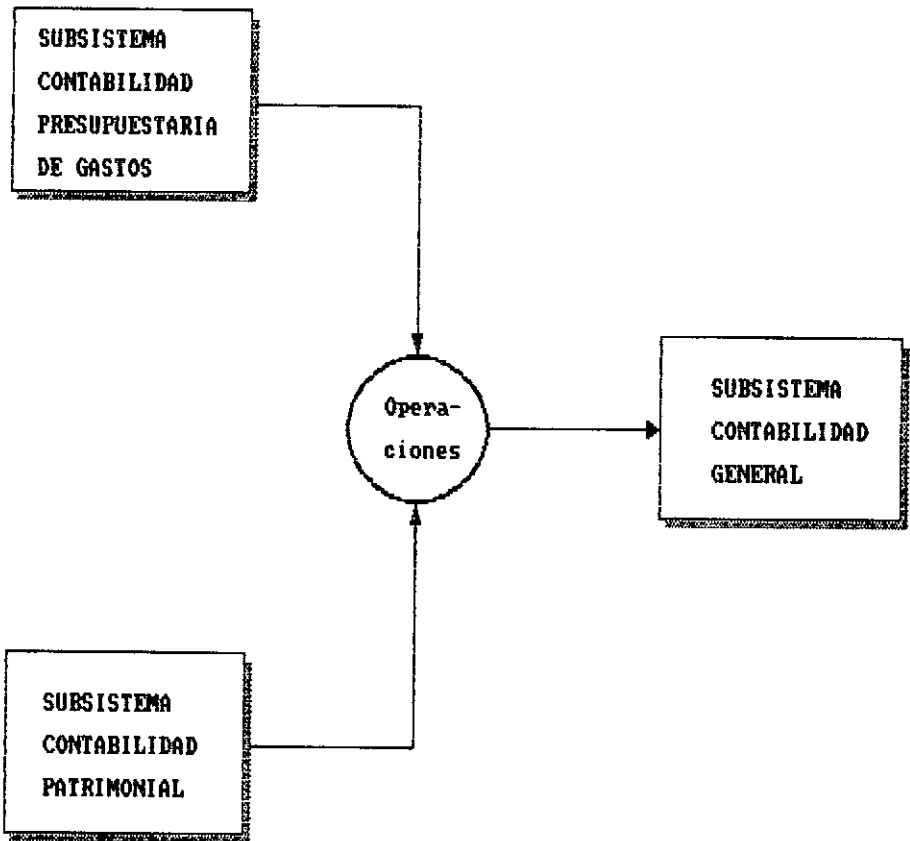 SUBSISTEMA
CONTABILIDAD
PRESUPUESTARIA
DE GASTOS
Opera-
ciones
SUBSISTEMA
CONTABILIDAD
GENERAL
SUBSISTEMA
CONTABILIDAD
PATRIMONIAL